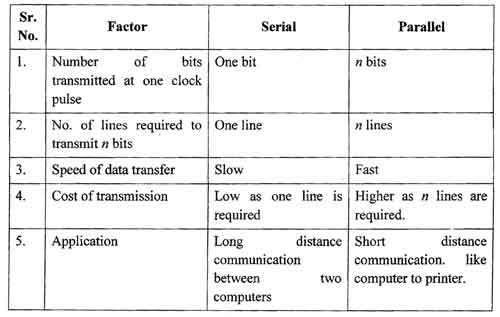 Sr. No. Factor Serial Parallel
1. Number of bits transmitted at one clock pulse One bit n bits
2. No. of lines required to transmit n bits One line n lines
3. Speed of data transfer Slow Fast
4. Cost of transmission Low as one line is required Higher as n lines are required.
5. Application Long distance communication between two computers Short distance communication. like computer to printer.